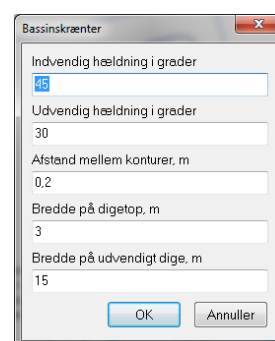 Bassinskrænter
Indvendig hældning i grader
45
Udvendig hældning i grader
30
Afstand mellem konturer, m
0,2
Bredde på digetop, m
3
Bredde på udvendigt dige, m
15
OK Annuller